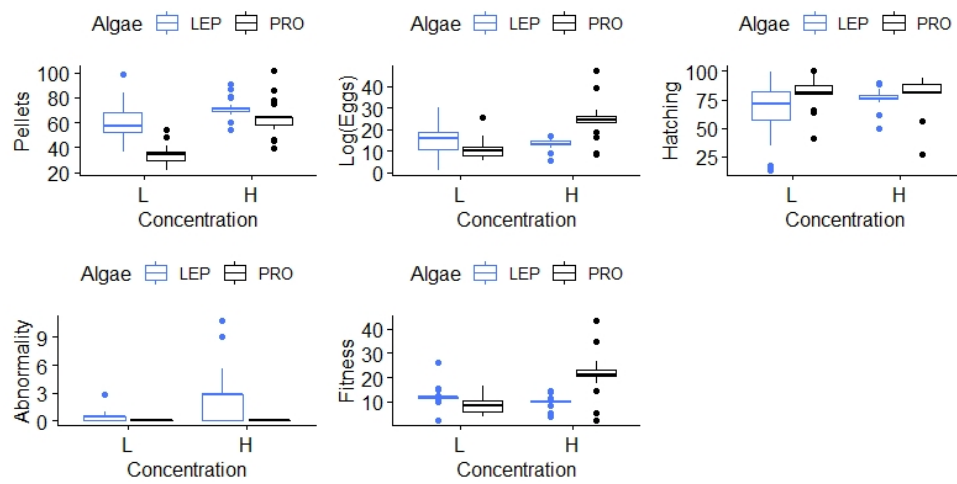 Algae LEP PRO
Pellets
100
80
60
40
20
L H
Concentration
Algae LEP PRO
Log(Eggs)
40
30
20
10
0
L H
Concentration
Algae LEP PRO
Hatching
100
75
50
25
L H
Concentration
Algae LEP PRO
Abnormality
9
6
3
0
L H
Concentration
Algae LEP PRO
Fitness
40
30
20
10
L H
Concentration